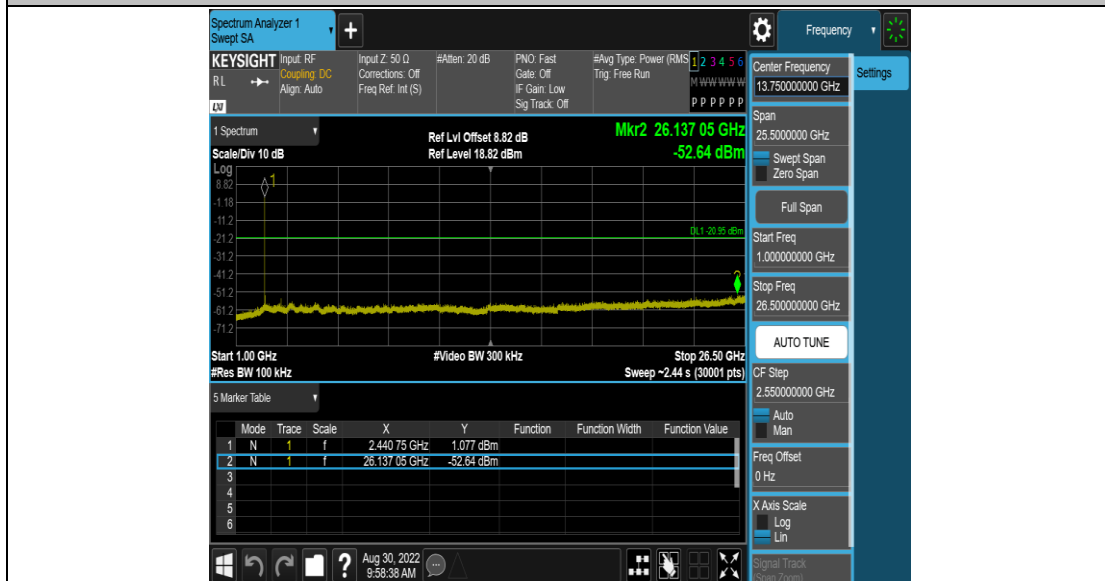 Spectrum Analyzer 1
Swept SA
+
Frequency
KEYSIGHT
RL
LXI
Input: RF
Coupling: DC
Align: Auto
Input Z: 50 Ω
Corrections: Off
Freq Ref: Int (S)
#Atten: 20 dB
PNO: Fast
Gate: Off
IF Gain: Low
Sig Track: Off
#Avg Type: Power (RMS
Trig: Free Run
1 2 3 4 5 6
M W W W W W
P P P P P P
Center Frequency
13.750000000 GHz
Settings
Span
25.5000000 GHz
Swept Span
Zero Span
Full Span
Start Freq
1.000000000 GHz
Stop Freq
26.500000000 GHz
AUTO TUNE
CF Step
2.550000000 GHz
Auto
Man
Freq Offset
0 Hz
X Axis Scale
Log
Lin
Signal Track
(Span Zoom)
1 Spectrum
Scale/Div 10 dB
Ref Lvl Offset 8.82 dB
Ref Level 18.82 dBm
Mkr2 26.137 05 GHz
-52.64 dBm
Log
8.82
-1.18
-11.2
-21.2
-31.2
-41.2
-51.2
-61.2
-71.2
1
DL1 -20.95 dBm
Start 1.00 GHz
#Res BW 100 kHz
#Video BW 300 kHz
Stop 26.50 GHz
Sweep ~2.44 s (30001 pts)
5 Marker Table
Mode Trace Scale X Y Function Function Width Function Value
1 N 1 f 2.440 75 GHz 1.077 dBm
2 N 1 f 26.137 05 GHz -52.64 dBm
3
4
5
6
?
Aug 30, 2022
9:58:38 AM